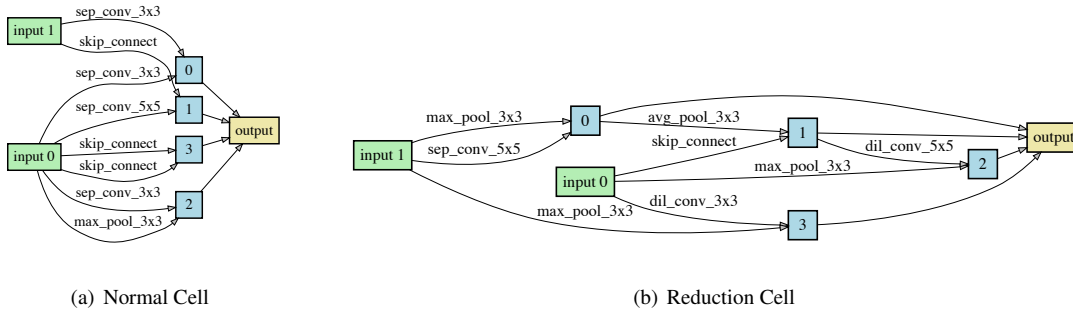 sep_conv_3x3
input 1
skip_connect
0
sep_conv_3x3
sep_conv_5x5
1
output
input 0
skip_connect
3
skip_connect
sep_conv_3x3
2
max_pool_3x3
(a) Normal Cell
max_pool_3x3
0
avg_pool_3x3
1
output
input 1
sep_conv_5x5
skip_connect
dil_conv_5x5
2
max_pool_3x3
input 0
dil_conv_3x3
max_pool_3x3
3
(b) Reduction Cell